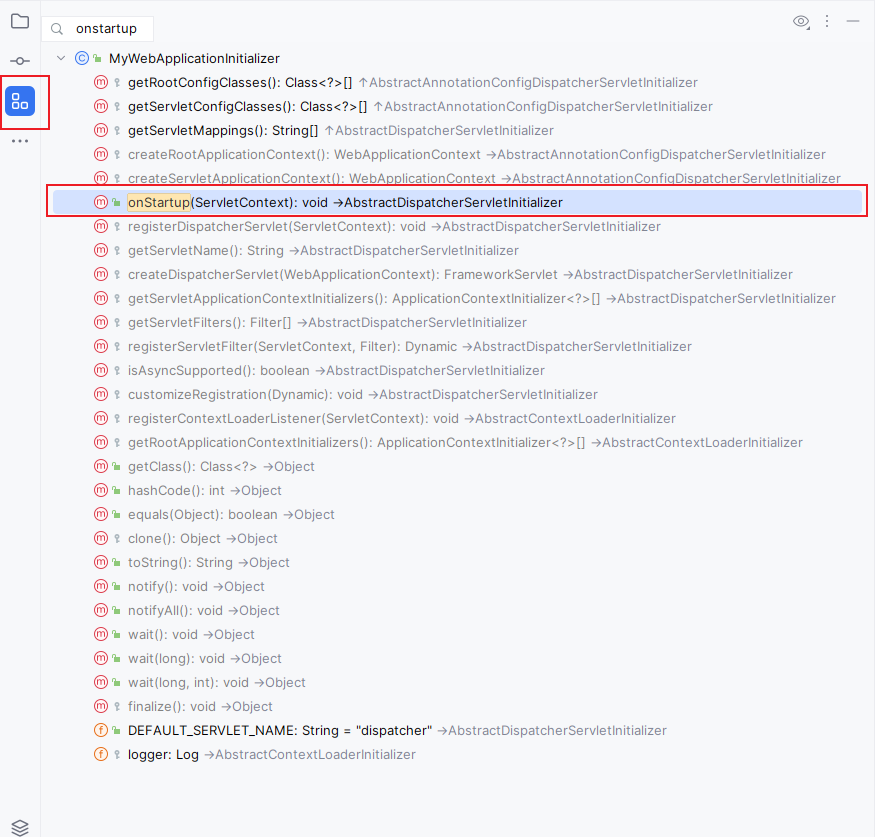 onstartup
MyWebApplicationInitializer
getRootConfigClasses(): Class<?>[] ↑AbstractAnnotationConfigDispatcherServletInitializer
getServletConfigClasses(): Class<?>[] ↑AbstractAnnotationConfigDispatcherServletInitializer
getServletMappings(): String[] ↑AbstractDispatcherServletInitializer
createRootApplicationContext(): WebApplicationContext →AbstractAnnotationConfigDispatcherServletInitializer
createServletApplicationContext(): WebApplicationContext →AbstractAnnotationConfigDispatcherServletInitializer
onStartup(ServletContext): void →AbstractDispatcherServletInitializer
registerDispatcherServlet(ServletContext): void →AbstractDispatcherServletInitializer
getServletName(): String →AbstractDispatcherServletInitializer
createDispatcherServlet(WebApplicationContext): FrameworkServlet →AbstractDispatcherServletInitializer
getServletApplicationContextInitializers(): ApplicationContextInitializer<?>[] →AbstractDispatcherServletInitializer
getServletFilters(): Filter[] →AbstractDispatcherServletInitializer
registerServletFilter(ServletContext, Filter): Dynamic →AbstractDispatcherServletInitializer
isAsyncSupported(): boolean →AbstractDispatcherServletInitializer
customizeRegistration(Dynamic): void →AbstractDispatcherServletInitializer
registerContextLoaderListener(ServletContext): void →AbstractContextLoaderInitializer
getRootApplicationContextInitializers(): ApplicationContextInitializer<?>[] →AbstractContextLoaderInitializer
getClass(): Class<?> →Object
hashCode(): int →Object
equals(Object): boolean →Object
clone(): Object →Object
toString(): String →Object
notify(): void →Object
notifyAll(): void →Object
wait(): void →Object
wait(long): void →Object
wait(long, int): void →Object
finalize(): void →Object
DEFAULT_SERVLET_NAME: String = "dispatcher" →AbstractDispatcherServletInitializer
logger: Log →AbstractContextLoaderInitializer